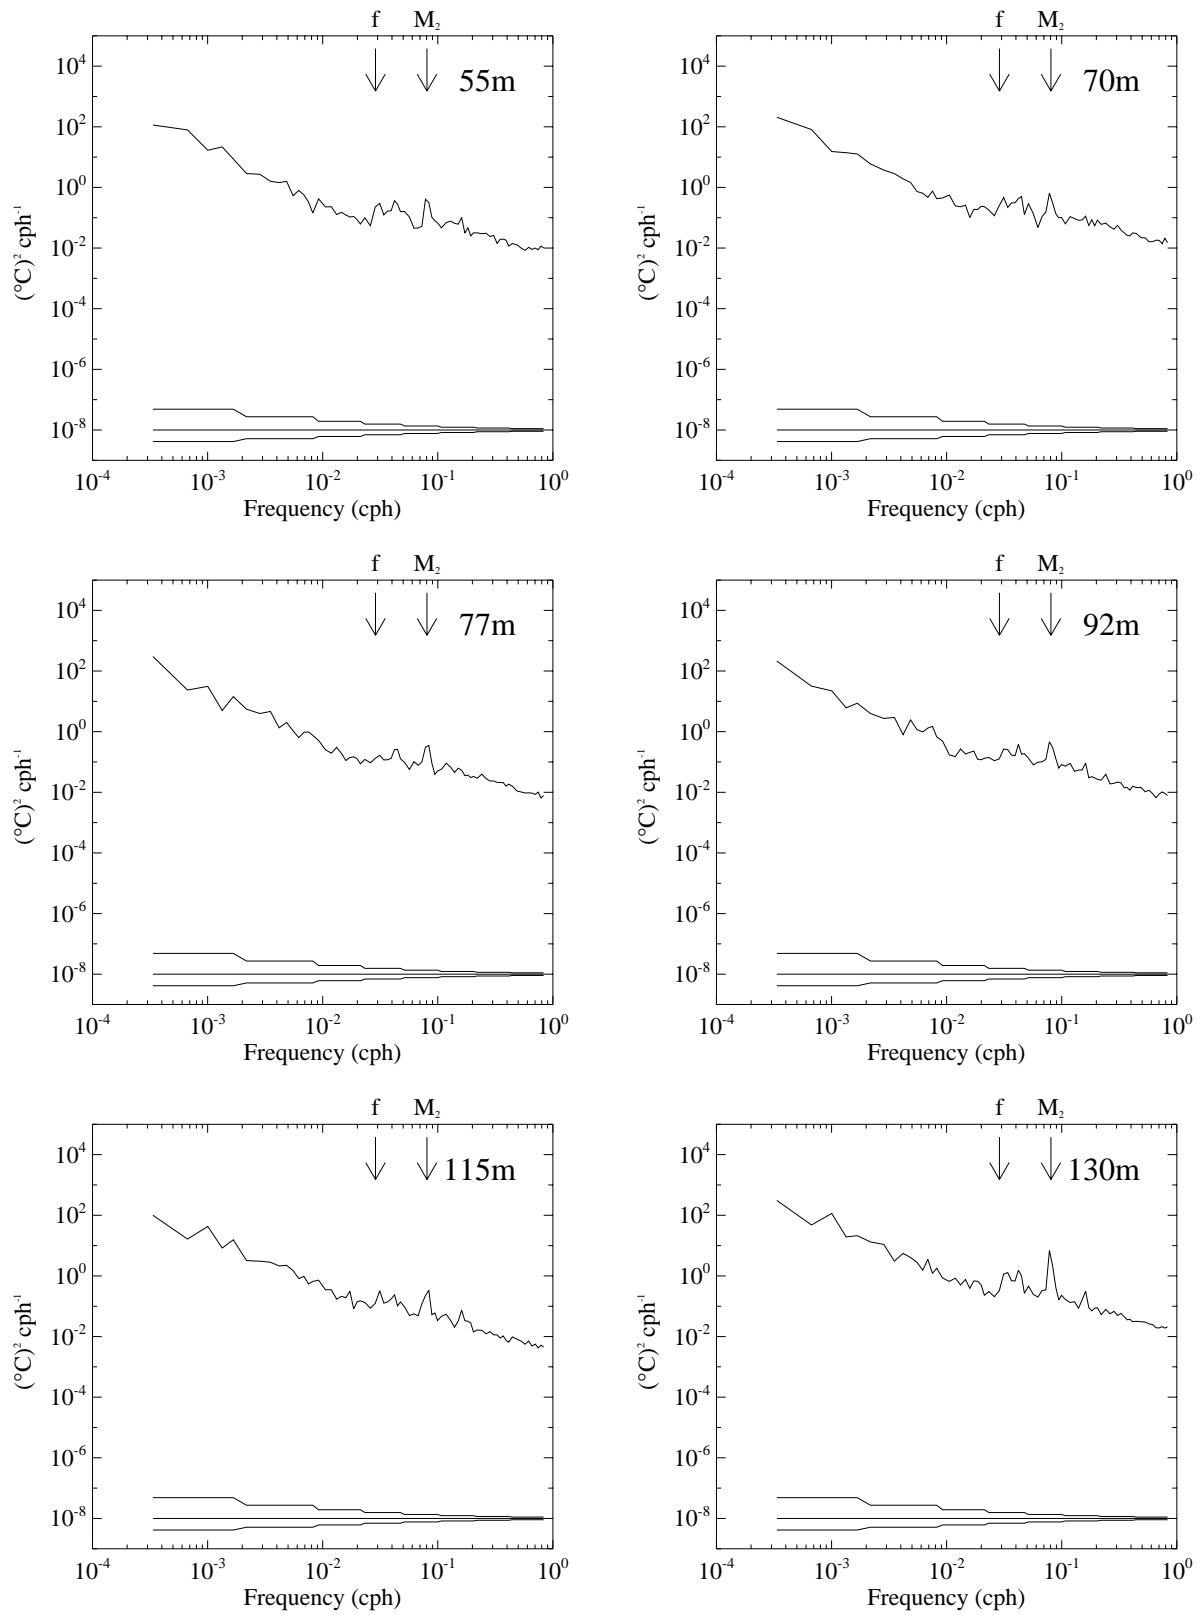 f M₂ f M₂
55m 70m
10⁴ 10⁴
10² 10²
10⁰ 10⁰
(°C)² cph⁻¹ (°C)² cph⁻¹
10⁻² 10⁻²
10⁻⁴ 10⁻⁴
10⁻⁶ 10⁻⁶
10⁻⁸ 10⁻⁸
10⁻⁴ 10⁻³ 10⁻² 10⁻¹ 10⁰ 10⁻⁴ 10⁻³ 10⁻² 10⁻¹ 10⁰
Frequency (cph) Frequency (cph)
f M₂ f M₂
77m 92m
10⁴ 10⁴
10² 10²
10⁰ 10⁰
(°C)² cph⁻¹ (°C)² cph⁻¹
10⁻² 10⁻²
10⁻⁴ 10⁻⁴
10⁻⁶ 10⁻⁶
10⁻⁸ 10⁻⁸
10⁻⁴ 10⁻³ 10⁻² 10⁻¹ 10⁰ 10⁻⁴ 10⁻³ 10⁻² 10⁻¹ 10⁰
Frequency (cph) Frequency (cph)
f M₂ f M₂
115m 130m
10⁴ 10⁴
10² 10²
10⁰ 10⁰
(°C)² cph⁻¹ (°C)² cph⁻¹
10⁻² 10⁻²
10⁻⁴ 10⁻⁴
10⁻⁶ 10⁻⁶
10⁻⁸ 10⁻⁸
10⁻⁴ 10⁻³ 10⁻² 10⁻¹ 10⁰ 10⁻⁴ 10⁻³ 10⁻² 10⁻¹ 10⁰
Frequency (cph) Frequency (cph)